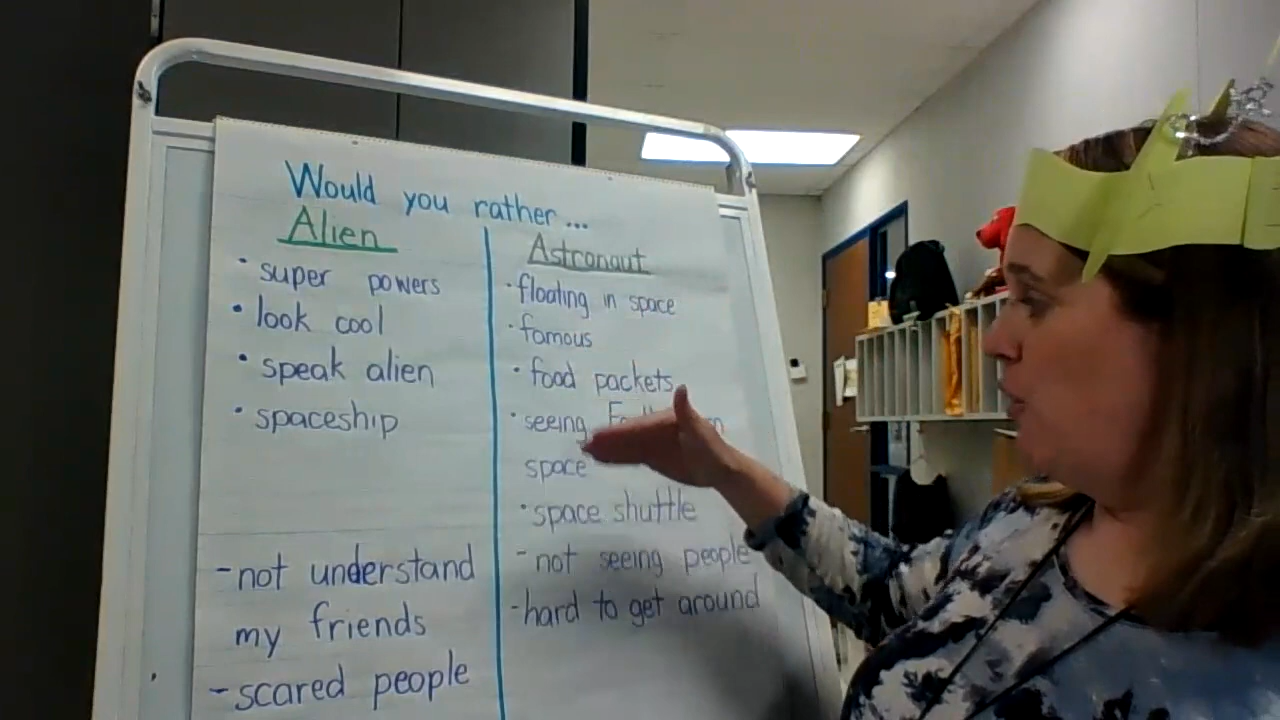 Would you rather...
Alien
• super powers
• look cool
• speak alien
• spaceship
-not understand
my friends
-scared people
Astronaut
• floating in space
• famous
• food packets
• seeing
space
• space shuttle
- not seeing people
-hard to get around